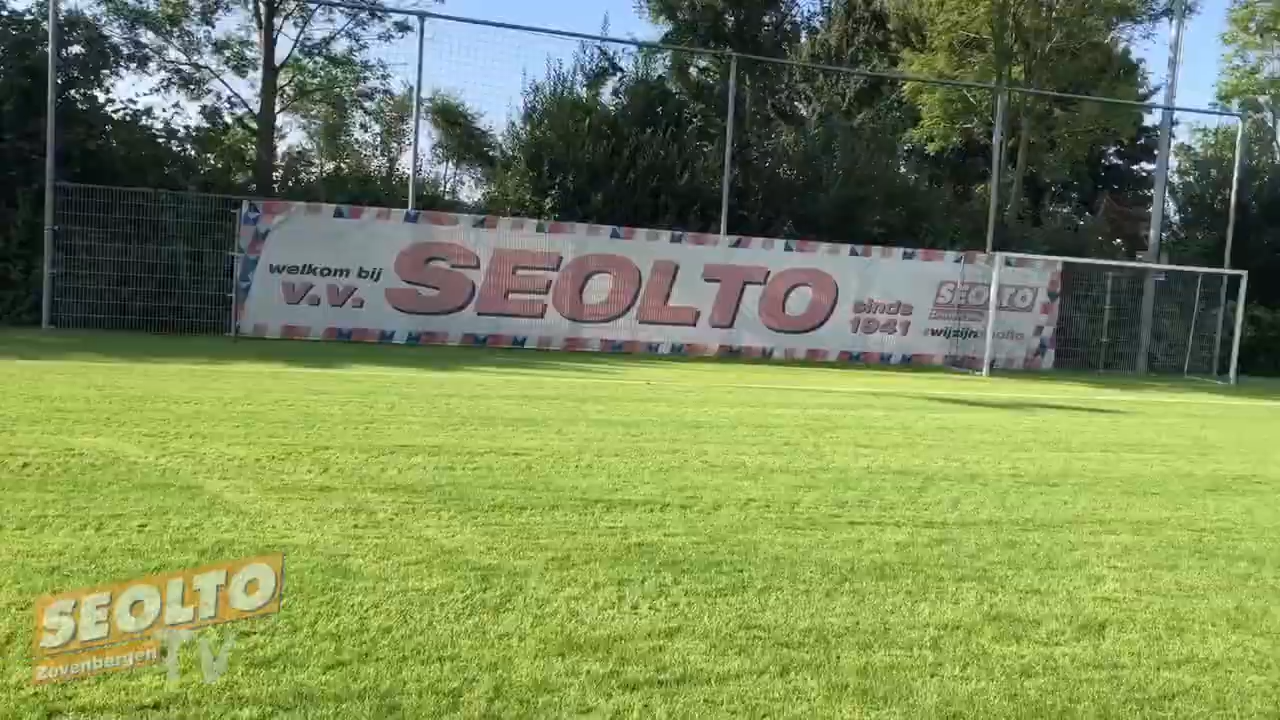 welkom bij
v.v.
SEOLTO
sinds
1941
SEOLTO
SEOLTO
Zevenbergen
TV